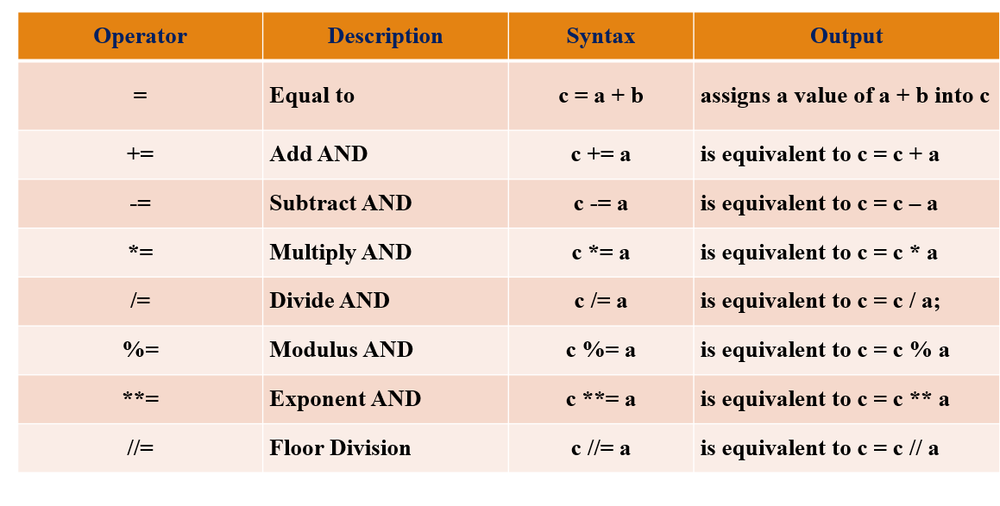 Operator Description Syntax Output
= Equal to c = a + b assigns a value of a + b into c
+= Add AND c += a is equivalent to c = c + a
-= Subtract AND c -= a is equivalent to c = c – a
*= Multiply AND c *= a is equivalent to c = c * a
/= Divide AND c /= a is equivalent to c = c / a;
%= Modulus AND c %= a is equivalent to c = c % a
**= Exponent AND c **= a is equivalent to c = c ** a
//= Floor Division c //= a is equivalent to c = c // a